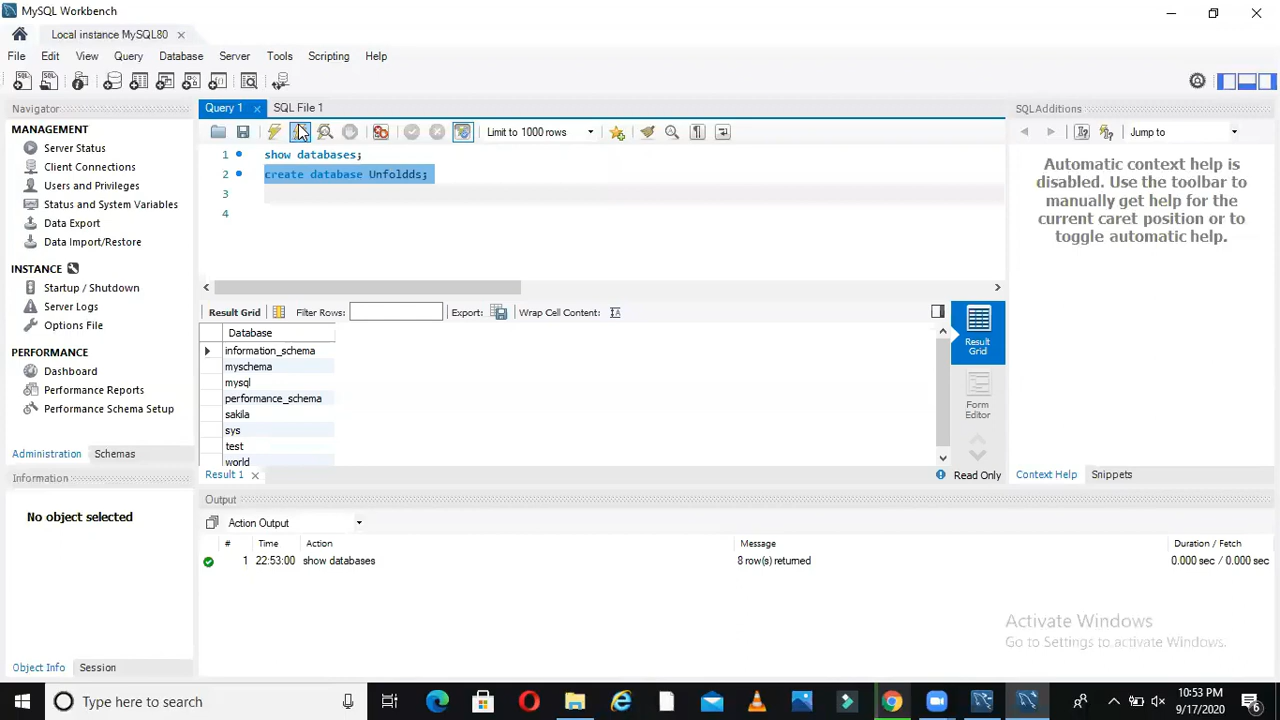 MySQL Workbench
Local instance MySQL80
File Edit View Query Database Server Tools Scripting Help
Navigator
MANAGEMENT
Server Status
Client Connections
Users and Privileges
Status and System Variables
Data Export
Data Import/Restore
INSTANCE
Startup / Shutdown
Server Logs
Options File
PERFORMANCE
Dashboard
Performance Reports
Performance Schema Setup
Administration Schemas
Information
No object selected
Object Info Session
Query 1 SQL File 1
Limit to 1000 rows
1 show databases;
2 create database Unfoldds;
3
4
Result Grid Filter Rows: Export: Wrap Cell Content:
Database
information_schema
myschema
mysql
performance_schema
sakila
sys
test
world
Result 1
Result
Grid
Form
Editor
Read Only
SQL Additions
Jump to
Automatic context help is
disabled. Use the toolbar to
manually get help for the
current caret position or to
toggle automatic help.
Context Help Snippets
Output
Action Output
# Time Action Message Duration / Fetch
1 22:53:00 show databases 8 row(s) returned 0.000 sec / 0.000 sec
Activate Windows
Go to Settings to activate Windows.
Type here to search
10:53 PM
9/17/2020
6